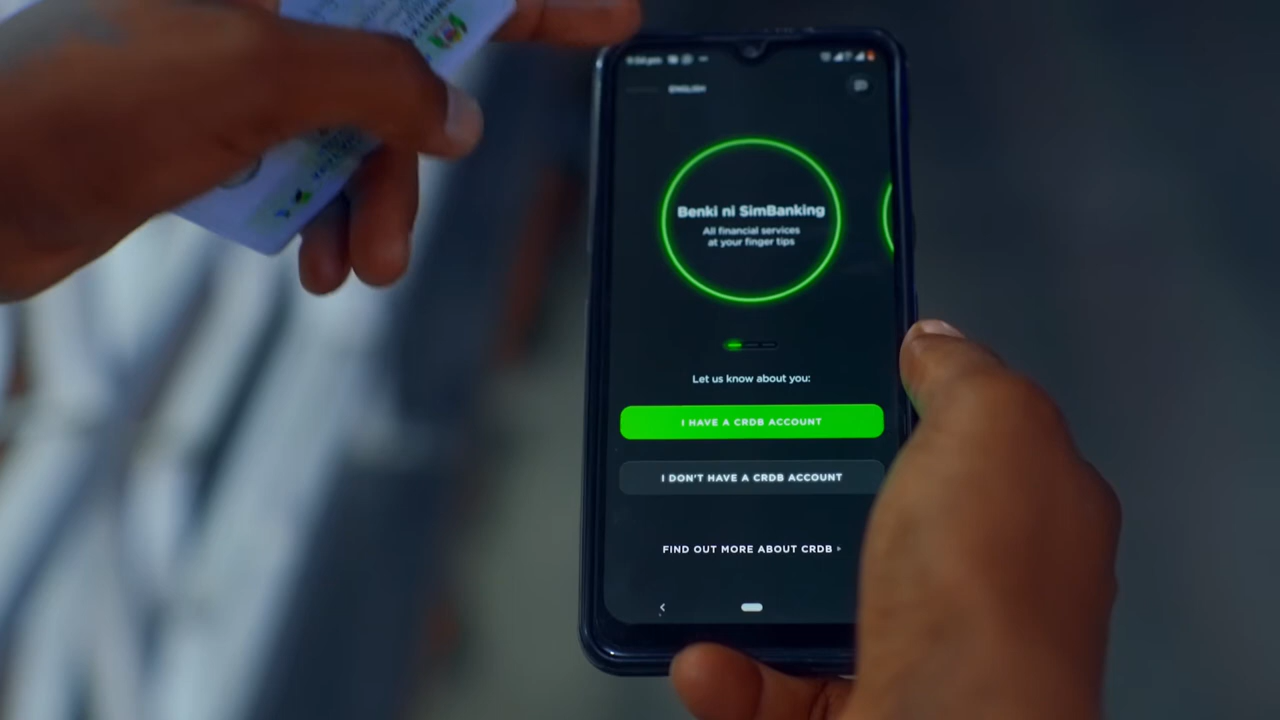 ENGLISH
Benki ni SimBanking
All financial services
at your finger tips
Let us know about you:
I HAVE A CRDB ACCOUNT
I DON'T HAVE A CRDB ACCOUNT
FIND OUT MORE ABOUT CRDB